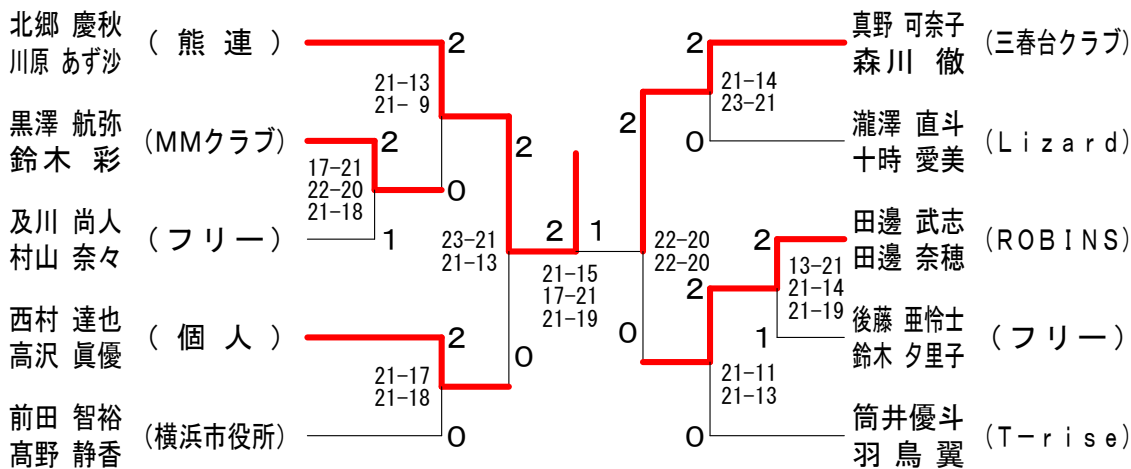 北郷 慶秋
川原 あず沙
(熊連)
2
21-13
21- 9
黒澤 航弥
鈴木 彩
(MMクラブ)
2
17-21
22-20
21-18
0
及川 尚人
村山 奈々
(フリー)
1
2
23-21
21-13
西村 達也
高沢 眞優
(個人)
2
21-17
21-18
0
前田 智裕
髙野 静香
(横浜市役所)
0
2
1
21-15
17-21
21-19
真野 可奈子
森川 徹
(三春台クラブ)
2
21-14
23-21
瀧澤 直斗
十時 愛美
(Lizard)
0
2
22-20
22-20
田邊 武志
田邊 奈穂
(ROBINS)
2
13-21
21-14
21-19
2
後藤 亜怜士
鈴木 夕里子
(フリー)
1
0
21-11
21-13
筒井優斗
羽鳥翼
(T-rise)
0